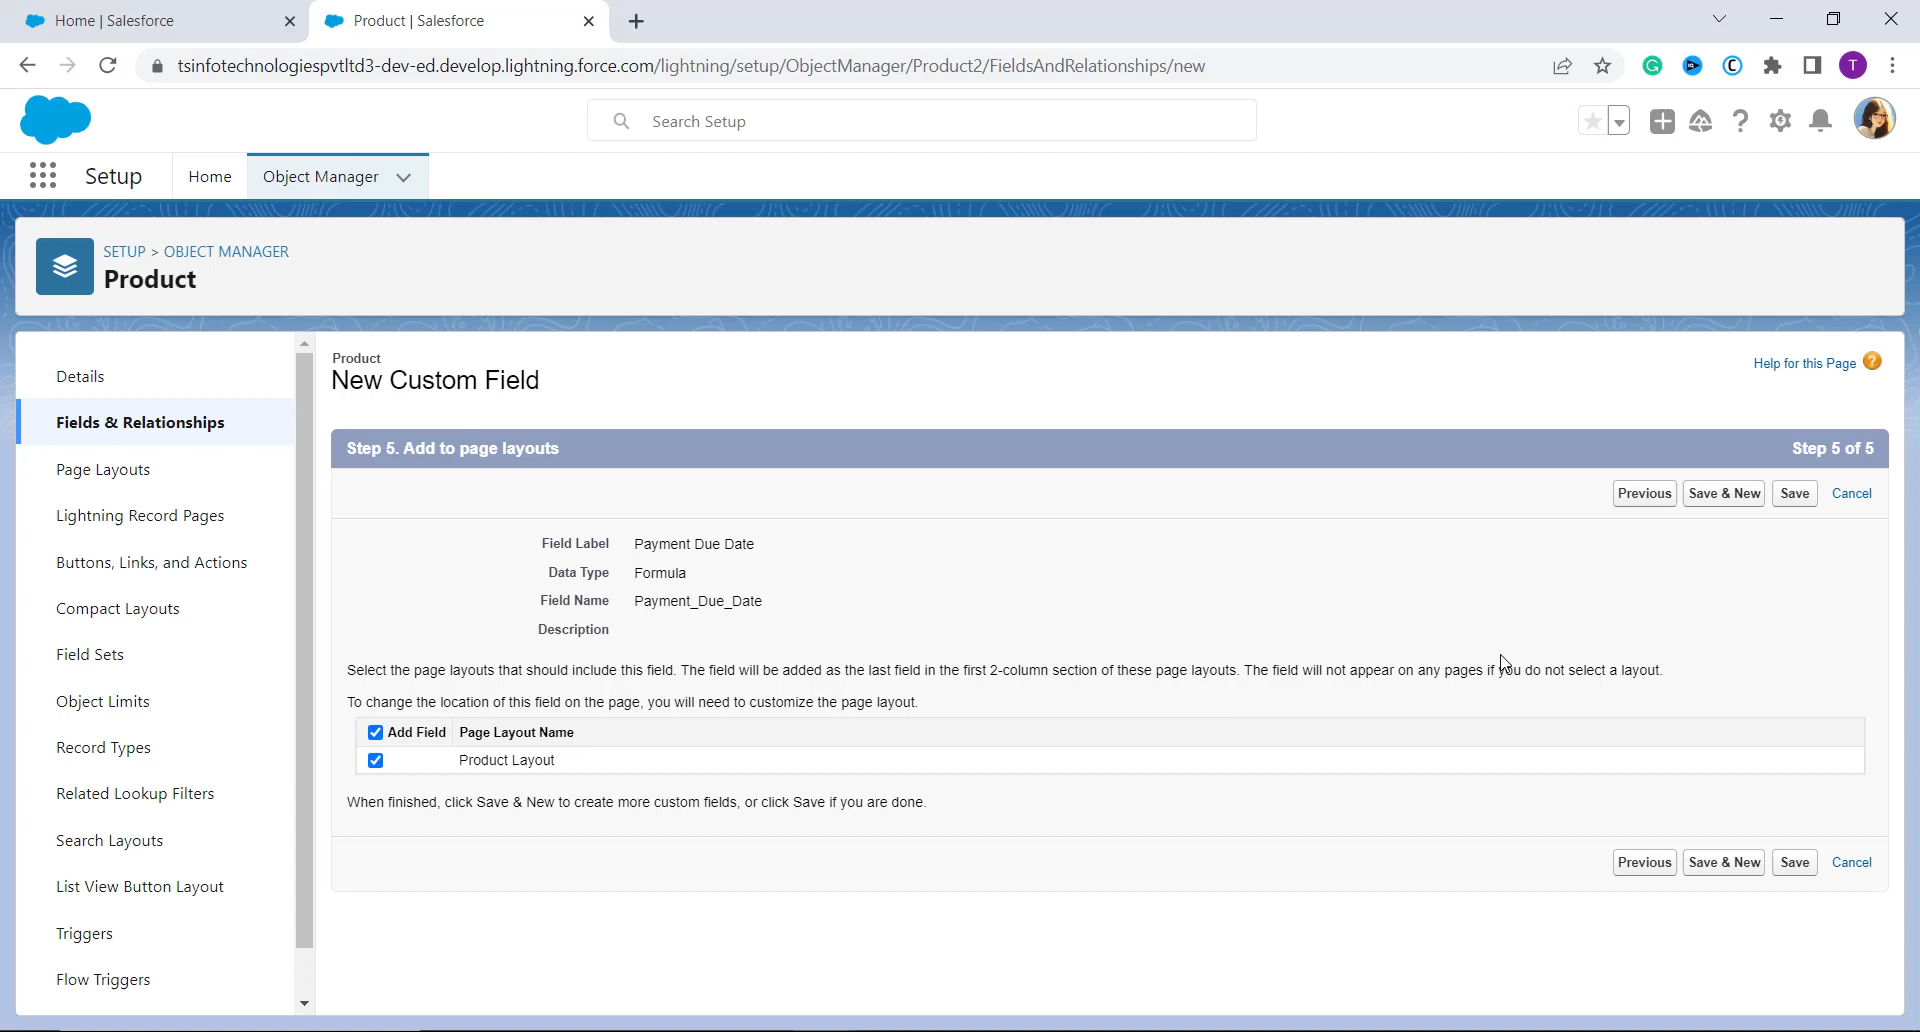 Home | Salesforce
Product | Salesforce
tsinfotechnologiespvtltd3-dev-ed.develop.lightning.force.com/lightning/setup/ObjectManager/Product2/FieldsAndRelationships/new
T
Search Setup
Setup
Home
Object Manager
SETUP > OBJECT MANAGER
Product
Details
Fields & Relationships
Page Layouts
Lightning Record Pages
Buttons, Links, and Actions
Compact Layouts
Field Sets
Object Limits
Record Types
Related Lookup Filters
Search Layouts
List View Button Layout
Triggers
Flow Triggers
Product
New Custom Field
Help for this Page
Step 5. Add to page layouts
Step 5 of 5
Previous Save & New Save Cancel
Field Label Payment Due Date
Data Type Formula
Field Name Payment_Due_Date
Description
Select the page layouts that should include this field. The field will be added as the last field in the first 2-column section of these page layouts. The field will not appear on any pages if you do not select a layout.
To change the location of this field on the page, you will need to customize the page layout.
Add Field Page Layout Name
Product Layout
When finished, click Save & New to create more custom fields, or click Save if you are done.
Previous Save & New Save Cancel